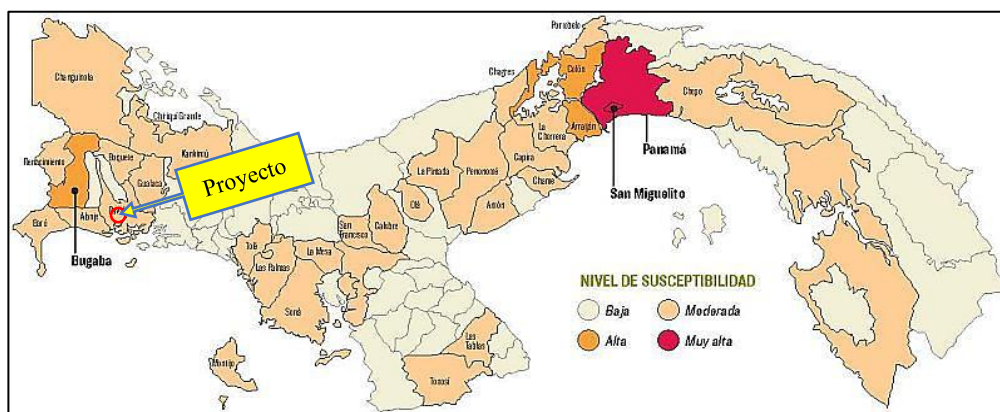 Portobelo
Changuinola
Chagres
Colón
Chepo
Chiriquí Grande
La Chorrera
Arraiján
Renacimiento
Boquete
Kankintú
Panamá
Proyecto
Gualaca
La Pintada
Penonomé
Capira
San Miguelito
Chame
Antón
Olá
Barú
Alanje
San Francisco
Calobre
Bugaba
Tolé
La Mesa
Las Palmas
NIVEL DE SUSCEPTIBILIDAD
Baja
Moderada
Soná
Alta
Muy alta
Las Tablas
Montijo
Tonosí